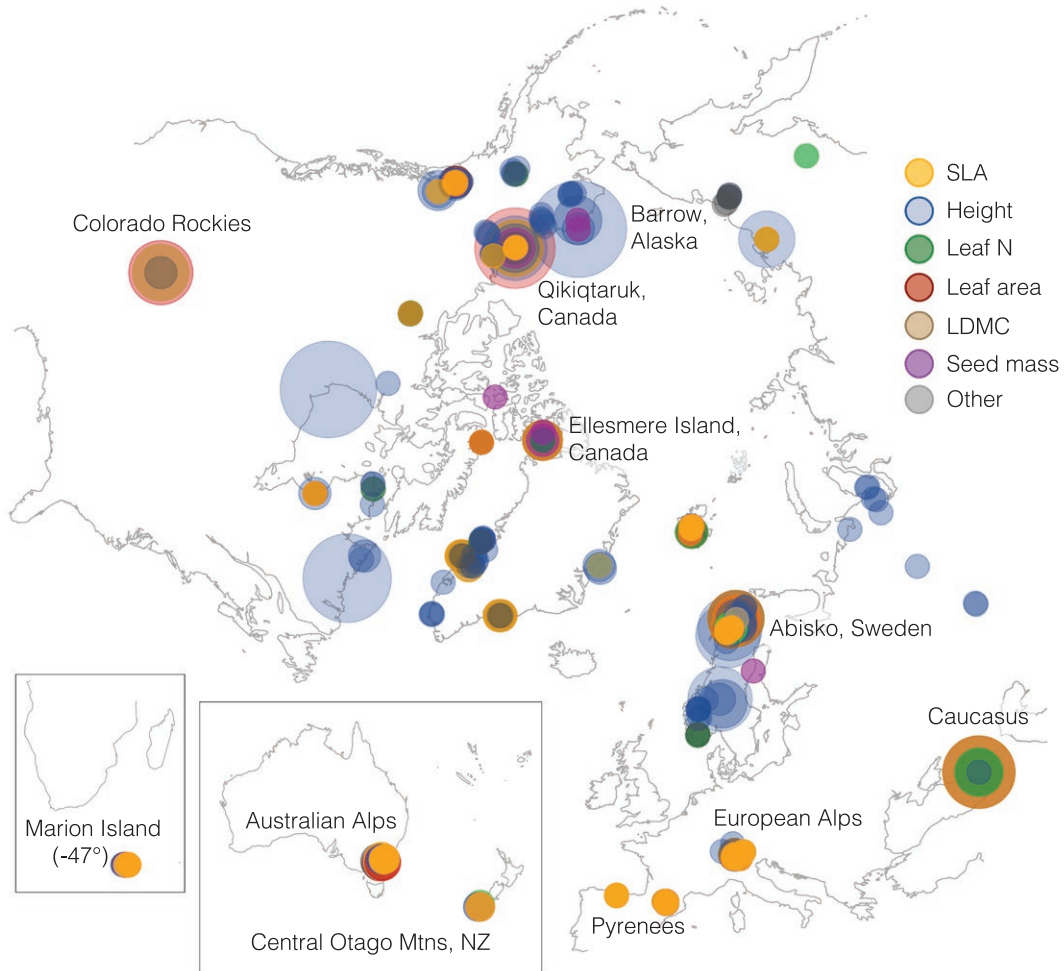 SLA
Height
Leaf N
Leaf area
LDMC
Seed mass
Other
Colorado Rockies
Barrow,
Alaska
Qikiqtaruk,
Canada
Ellesmere Island,
Canada
Abisko, Sweden
Caucasus
European Alps
Pyrenees
Marion Island
(-47°)
Australian Alps
Central Otago Mtns, NZ